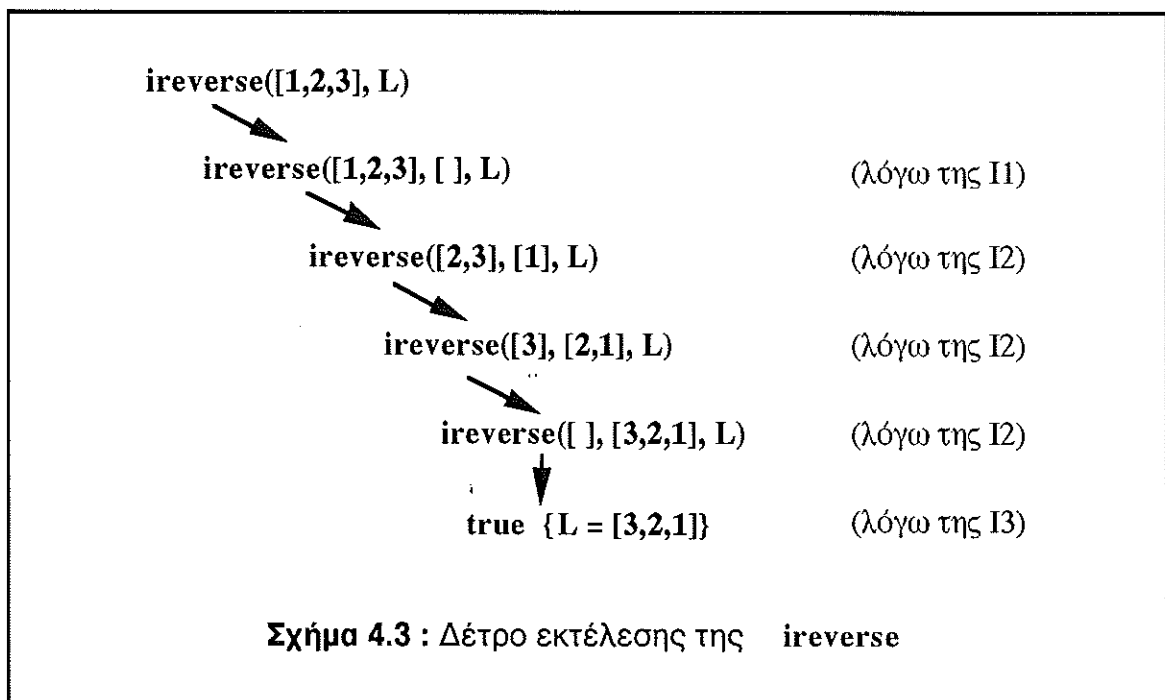 ireverse([1,2,3], L)
ireverse([1,2,3], [ ], L) (λόγω της I1)
ireverse([2,3], [1], L) (λόγω της I2)
ireverse([3], [2,1], L) (λόγω της I2)
ireverse([ ], [3,2,1], L) (λόγω της I2)
true {L = [3,2,1]} (λόγω της I3)
Σχήμα 4.3 : Δέτρο εκτέλεσης της ireverse